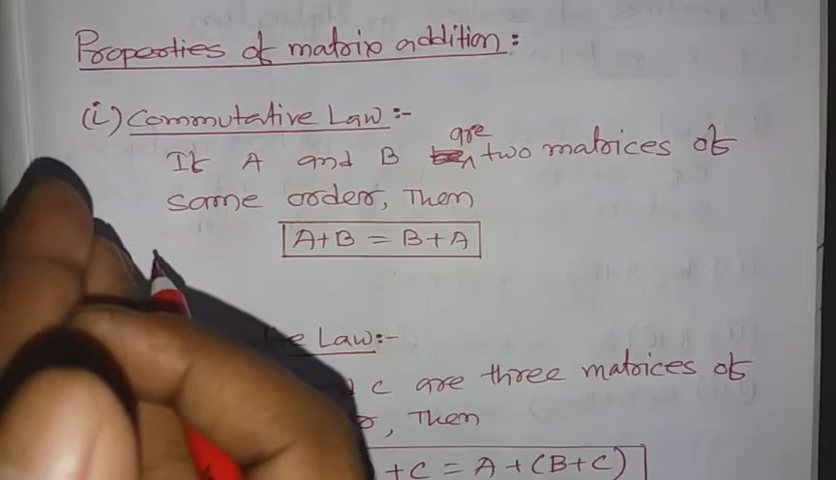 Properties of matrix addition:
(i) Commutative Law:-
If A and B are two matrices of
same order, Then
A+B = B+A
Law:-
C are three matrices of
, Then
+C = A+(B+C)